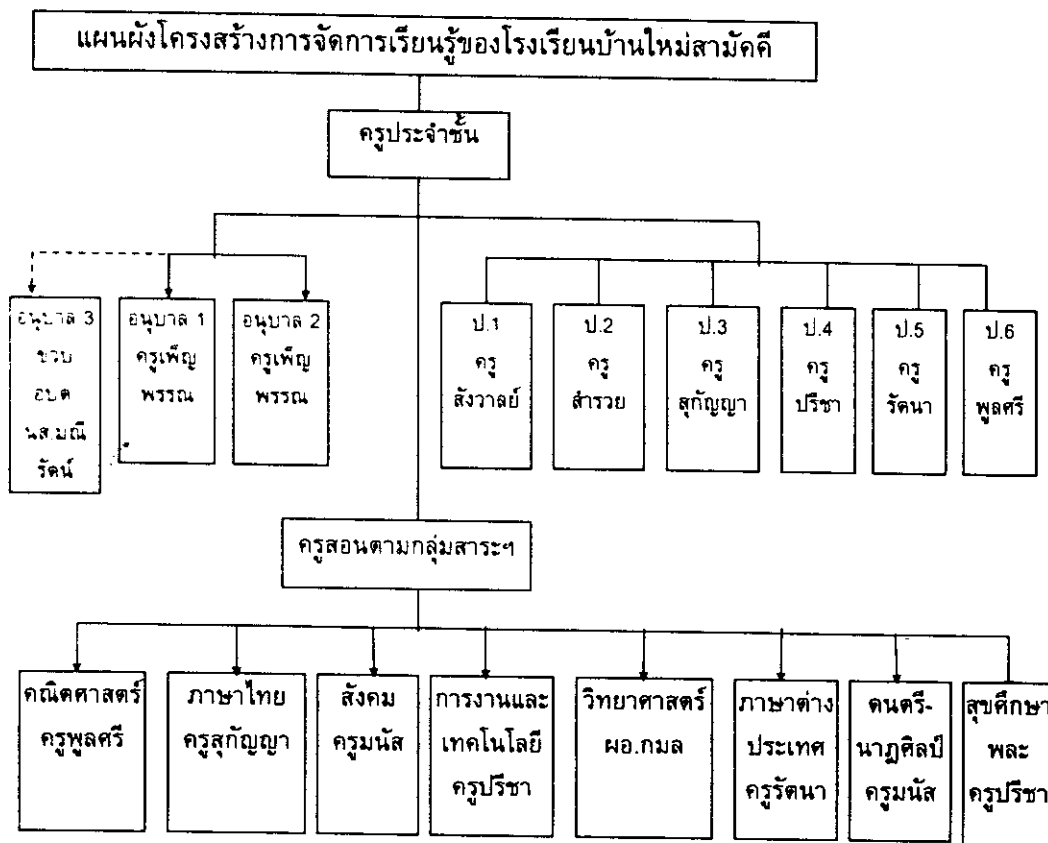 แผนผังโครงสร้างการจัดการเรียนรู้ของโรงเรียนบ้านใหม่สามัคคี
ครูประจำชั้น
อนุบาล 3
ขวบ
อบต
นส.มณี
รัตน์
อนุบาล 1
ครูเพ็ญ
พรรณ
อนุบาล 2
ครูเพ็ญ
พรรณ
ป.1
ครู
สังวาลย์
ป.2
ครู
สำรวย
ป.3
ครู
สุกัญญา
ป.4
ครู
ปรีชา
ป.5
ครู
รัตนา
ป.6
ครู
พูลศรี
ครูสอนตามกลุ่มสาระฯ
คณิตศาสตร์
ครูพูลศรี
ภาษาไทย
ครูสุกัญญา
สังคม
ครูมนัส
การงานและ
เทคโนโลยี
ครูปรีชา
วิทยาศาสตร์
ผอ.กมล
ภาษาต่าง
ประเทศ
ครูรัตนา
ดนตรี-
นาฏศิลป์
ครูมนัส
สุขศึกษา
พละ
ครูปรีชา